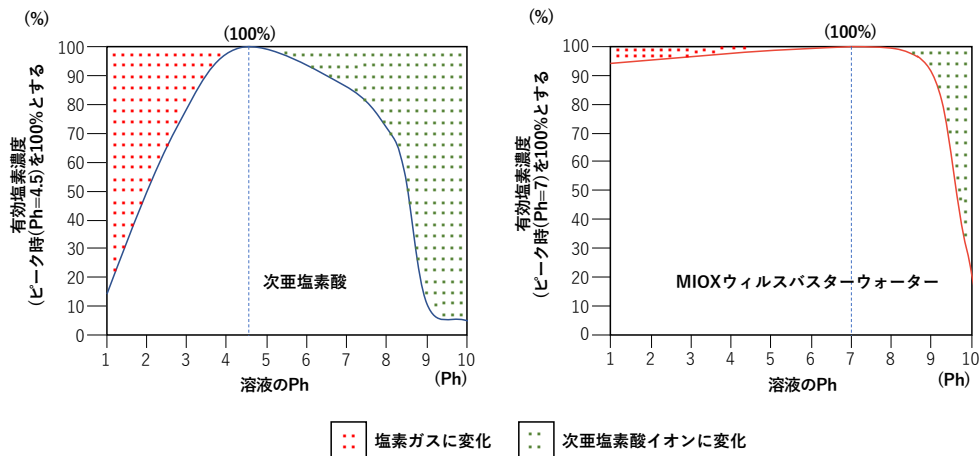 (%)
(100%)
有効塩素濃度
(ピーク時(Ph=4.5)を100%とする
100
90
80
70
60
50
40
30
20
10
0
次亜塩素酸
1 2 3 4 5 6 7 8 9 10
溶液のPh
(Ph)
(%)
(100%)
有効塩素濃度
(ピーク時(Ph=7)を100%とする
100
90
80
70
60
50
40
30
20
10
0
MIOXウィルスバスターウォーター
1 2 3 4 5 6 7 8 9 10
溶液のPh
(Ph)
塩素ガスに変化
次亜塩素酸イオンに変化